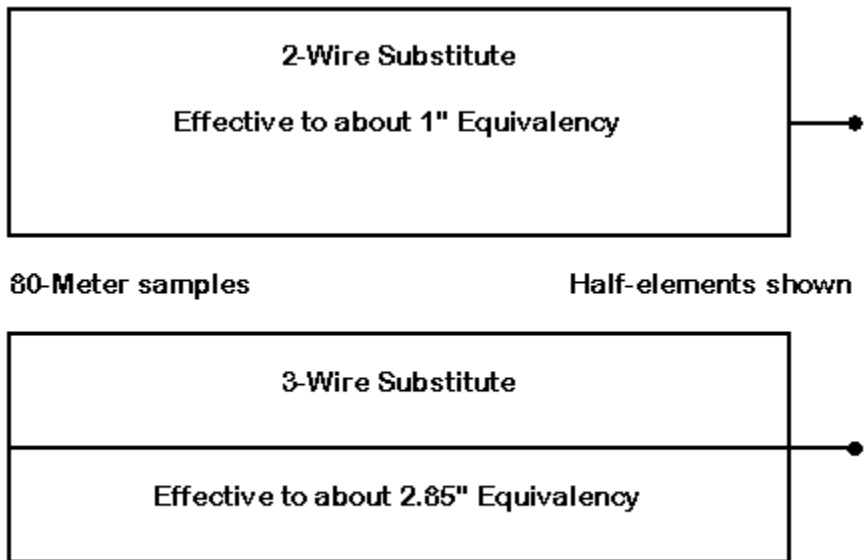 2-Wire Substitute
Effective to about 1" Equivalency
80-Meter samples
Half-elements shown
3-Wire Substitute
Effective to about 2.85" Equivalency